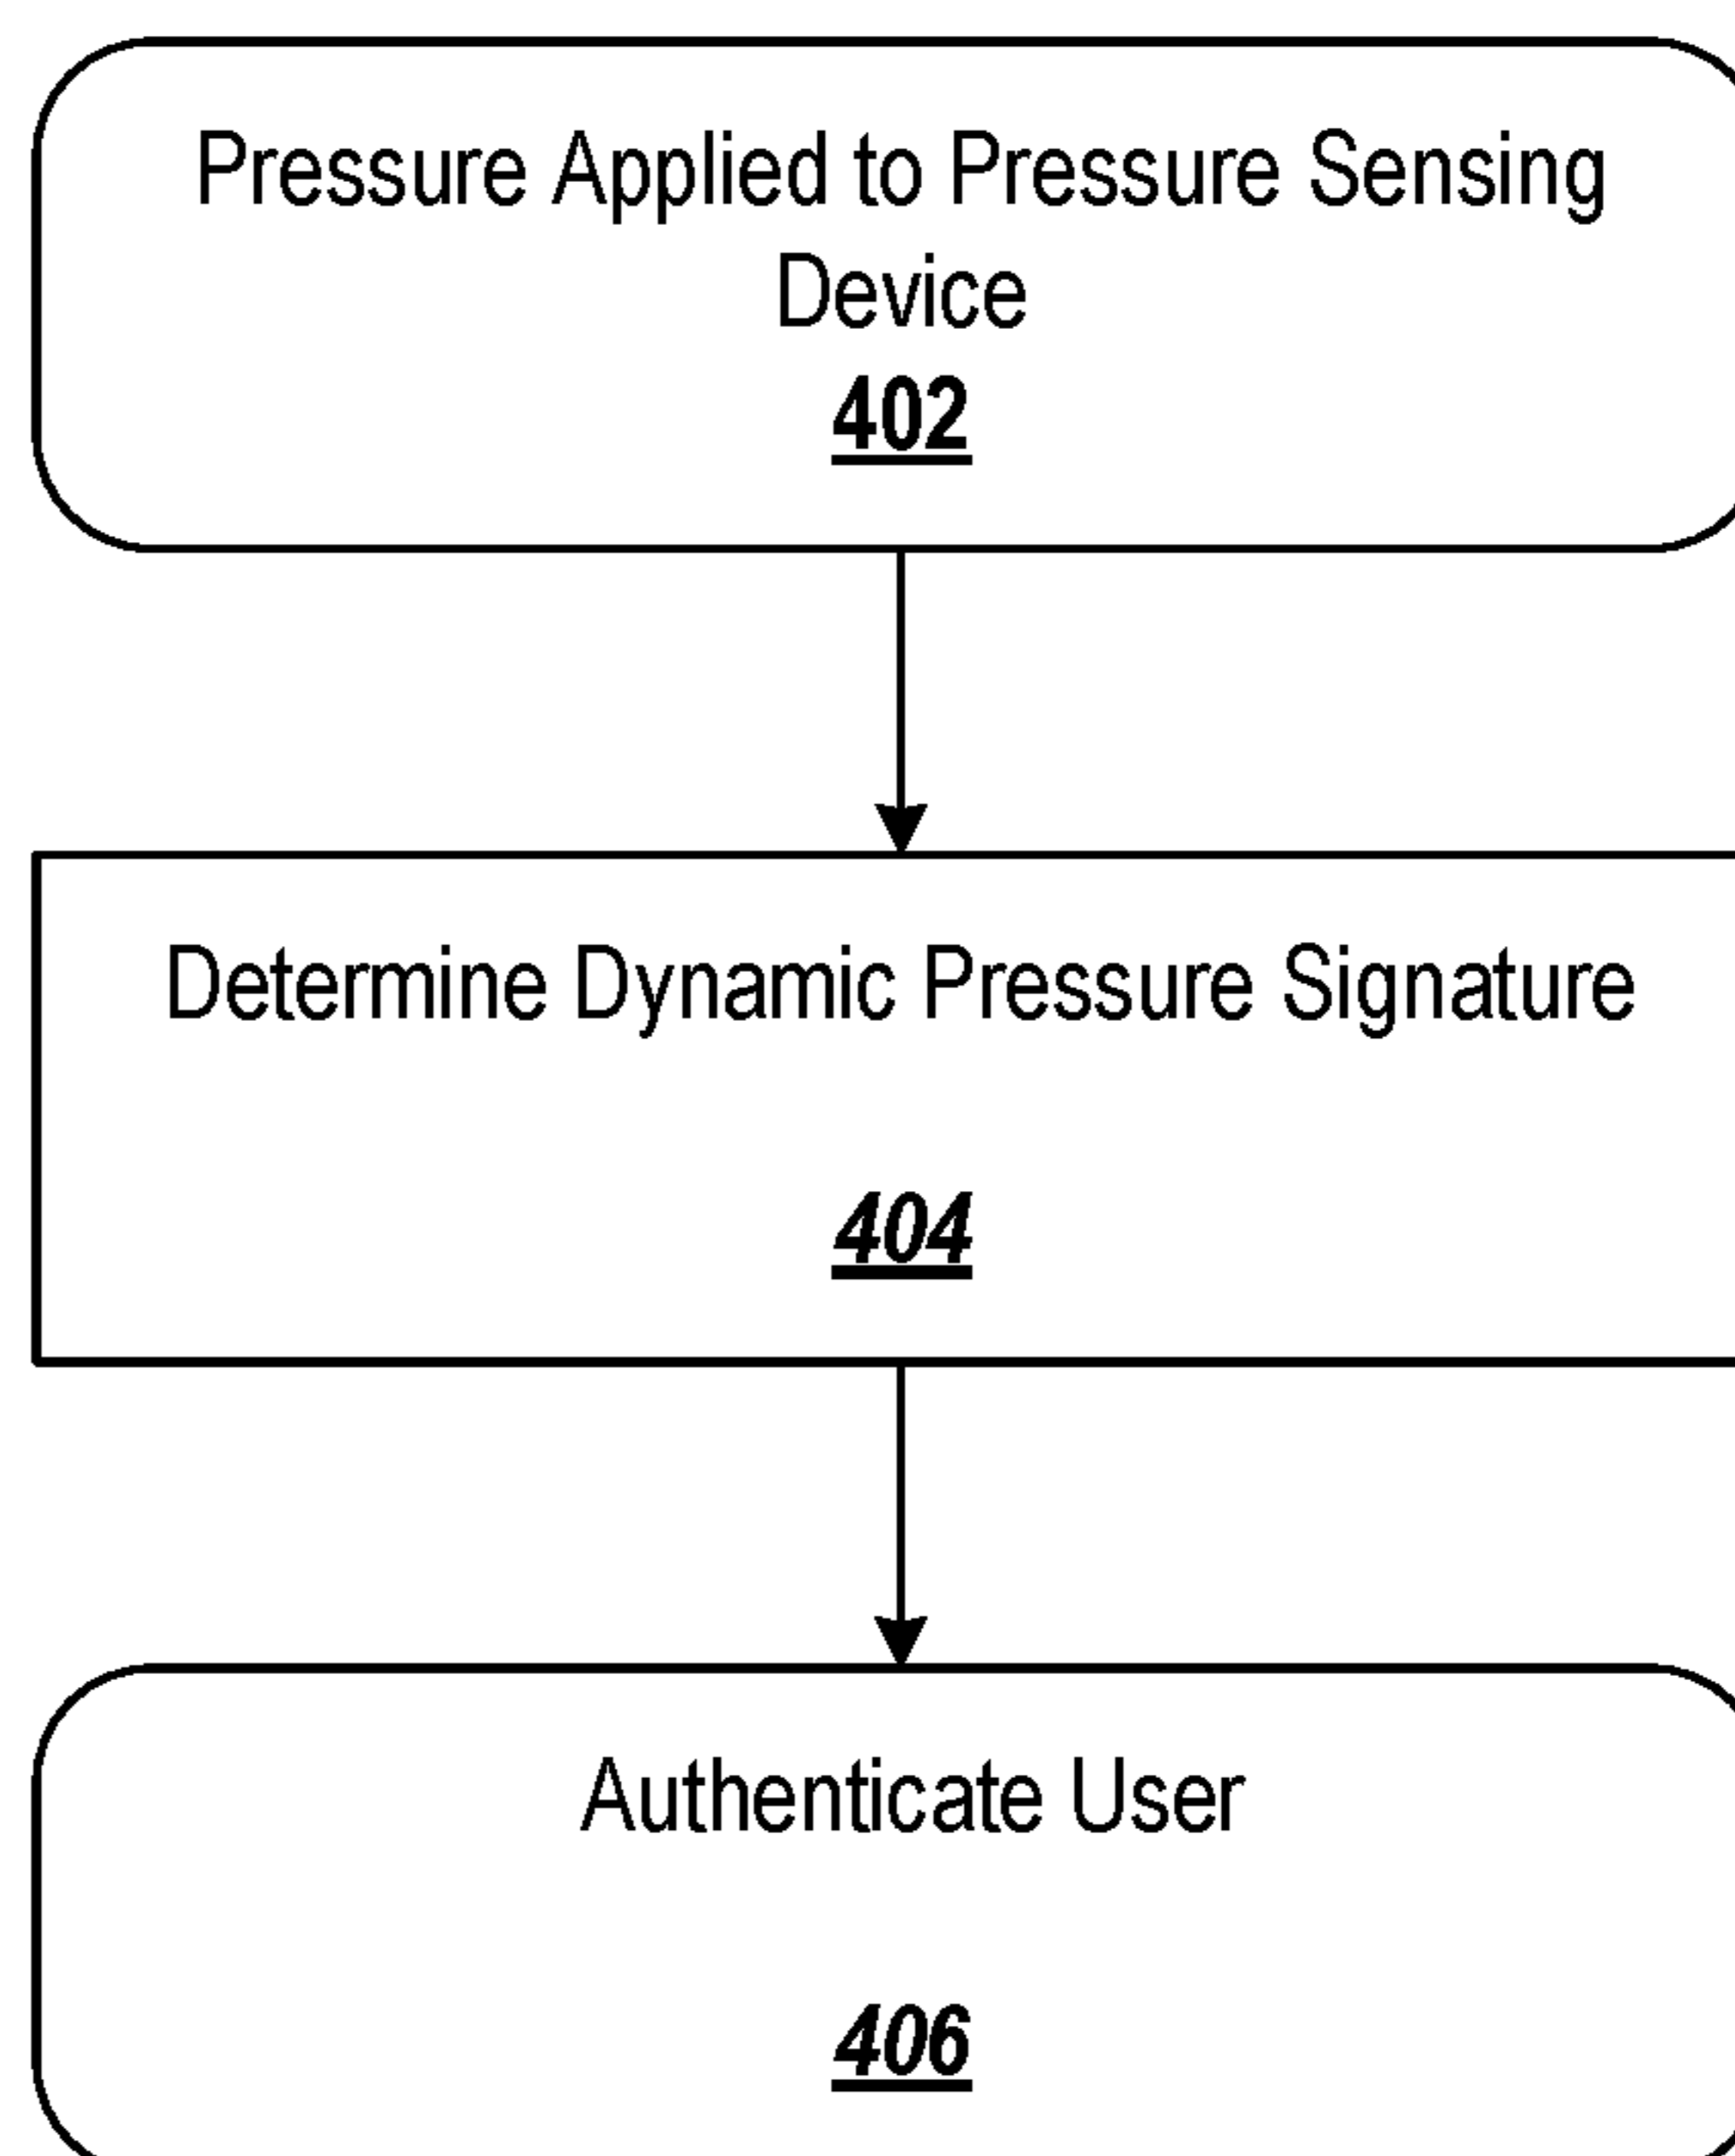 Pressure Applied to Pressure Sensing
Device
402
Determine Dynamic Pressure Signature
404
Authenticate User
406